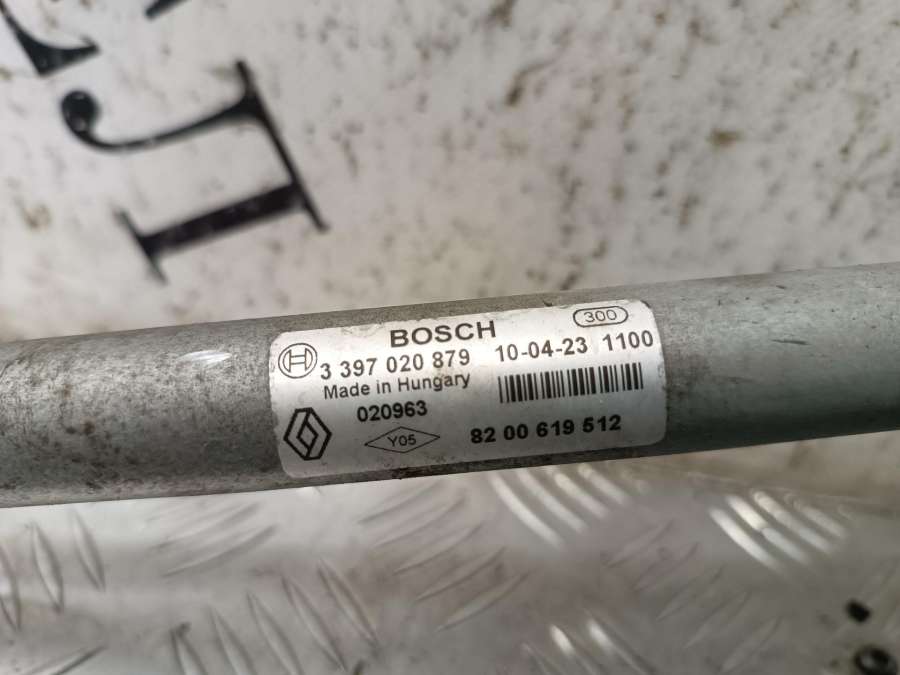 BOSCH
300
3 397 020 879 10-04-23 1100
Made in Hungary
020963
Y05
82 00 619 512